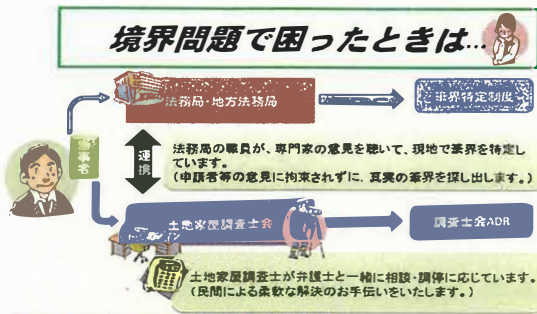 境界問題で困ったときは...
法務局・地方法務局
筆界特定制度
当事者
連携
法務局の職員が、専門家の意見を聴いて、現地で筆界を特定し
ています。
(申請者等の意見に拘束されずに、真実の筆界を探し出します。)
土地家屋調査士会
調査士会ADR
土地家屋調査士が弁護士と一緒に相談・調停に応じています。
(民間による柔軟な解決のお手伝いをいたします。)